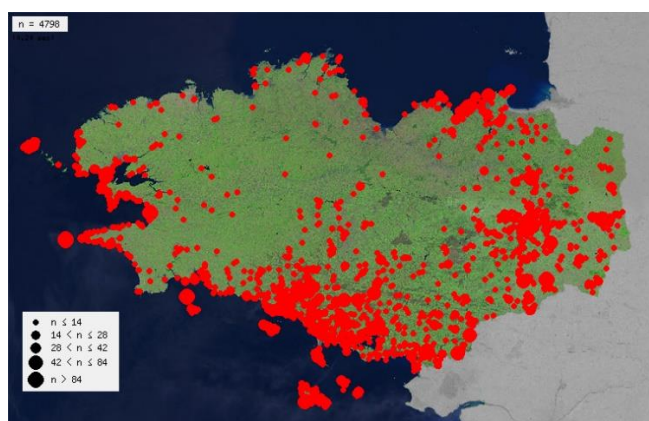 n = 4798
n ≤ 14
14 < n ≤ 28
28 < n ≤ 42
42 < n ≤ 84
n > 84